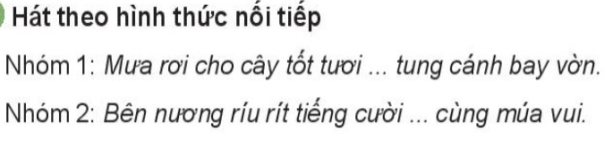 Hát theo hình thức nối tiếp
Nhóm 1: Mưa rơi cho cây tốt tươi ... tung cánh bay vờn.
Nhóm 2: Bên nương ríu rít tiếng cười ... cùng múa vui.